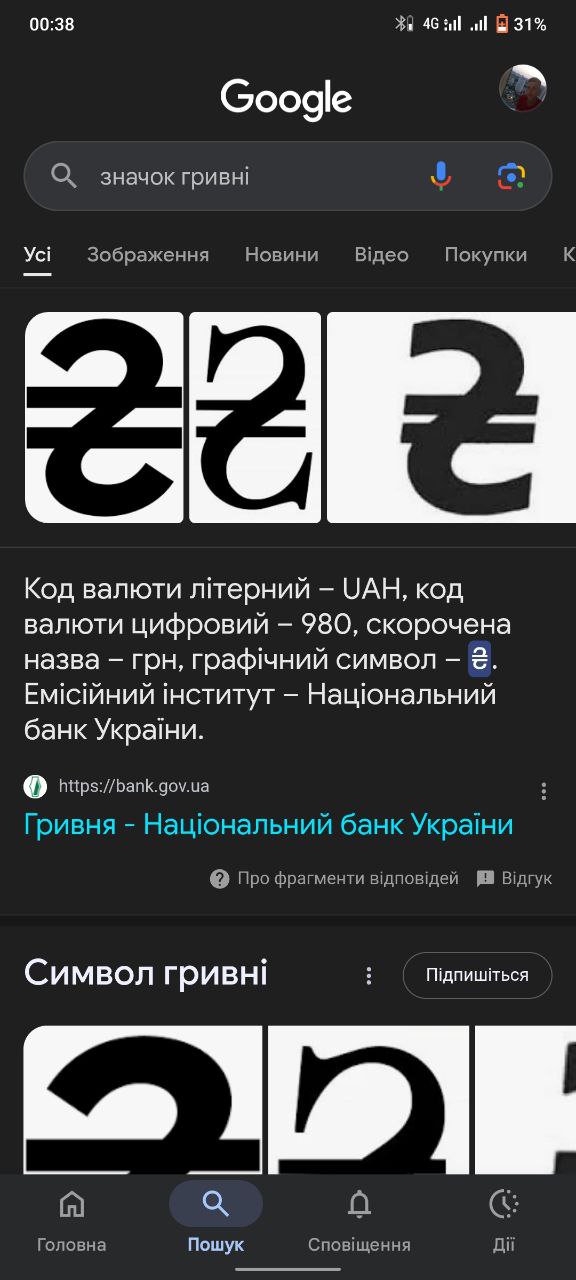 00:38 4G 31%
Google
значок гривні
Усі Зображення Новини Відео Покупки К
₴ ₴ ₴
Код валюти літерний – UAH, код
валюти цифровий – 980, скорочена
назва – грн, графічний символ – ₴.
Емісійний інститут – Національний
банк України.
https://bank.gov.ua
Гривня - Національний банк України
Про фрагменти відповідей Відгук
Символ гривні Підпишіться
₴ ₴
Головна Пошук Сповіщення Дії